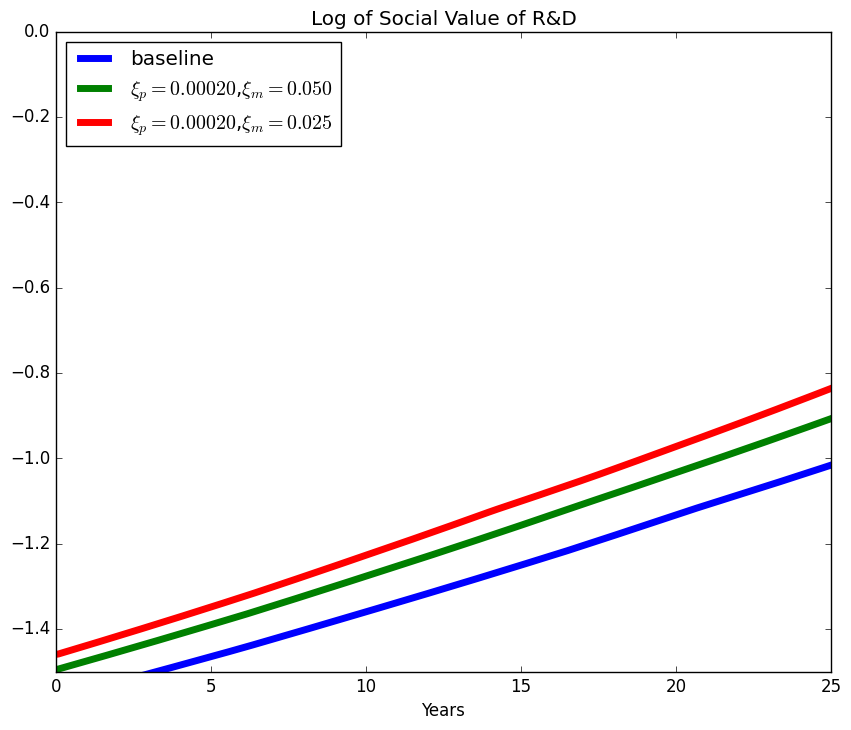 Log of Social Value of R&D
0.0
baseline
ξp = 0.00020,ξm = 0.050
ξp = 0.00020,ξm = 0.025
−0.2
−0.4
−0.6
−0.8
−1.0
−1.2
−1.4
0 5 10 15 20 25
Years